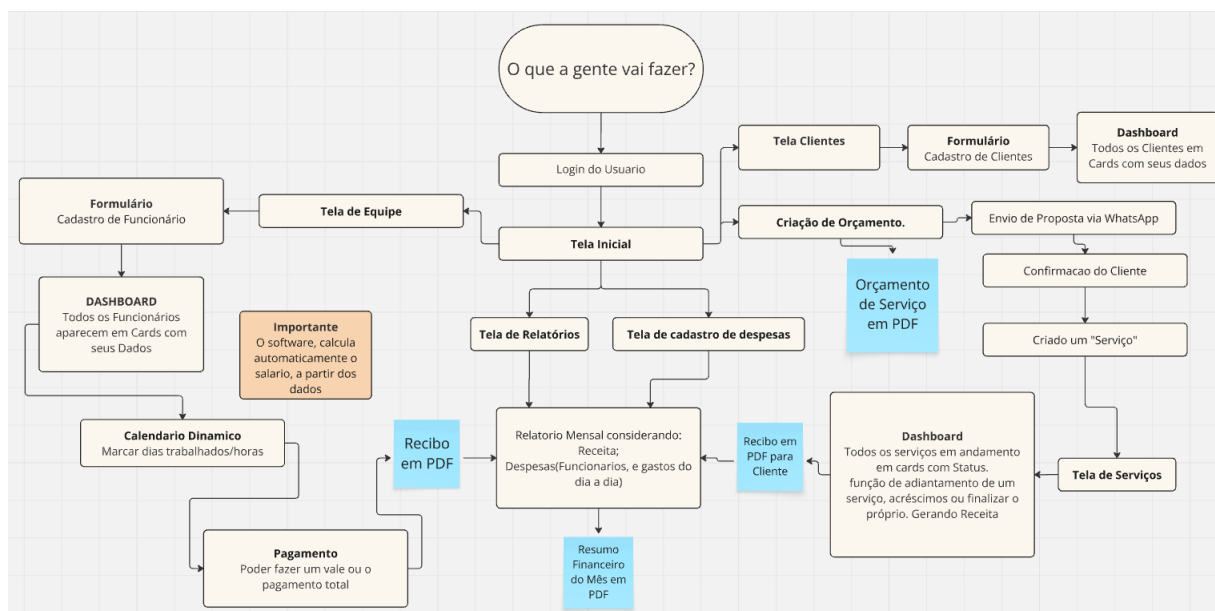 O que a gente vai fazer?
Login do Usuario
Tela Inicial
Tela Clientes
Formulário
Cadastro de Clientes
Dashboard
Todos os Clientes em
Cards com seus dados
Criação de Orçamento.
Envio de Proposta via WhatsApp
Confirmacao do Cliente
Criado um "Serviço"
Orçamento
de Serviço
em PDF
Tela de Equipe
Formulário
Cadastro de Funcionário
DASHBOARD
Todos os Funcionários
aparecem em Cards com
seus Dados
Importante
O software, calcula
automaticamente o
salario, a partir dos
dados
Tela de Relatórios
Tela de cadastro de despesas
Calendario Dinamico
Marcar dias trabalhados/horas
Pagamento
Poder fazer um vale ou o
pagamento total
Recibo
em PDF
Relatorio Mensal considerando:
Receita;
Despesas(Funcionarios, e gastos do
dia a dia)
Recibo em
PDF para
Cliente
Dashboard
Todos os serviços em andamento
em cards com Status.
função de adiantamento de um
serviço, acréscimos ou finalizar o
próprio. Gerando Receita
Tela de Serviços
Resumo
Financeiro
do Mês em
PDF